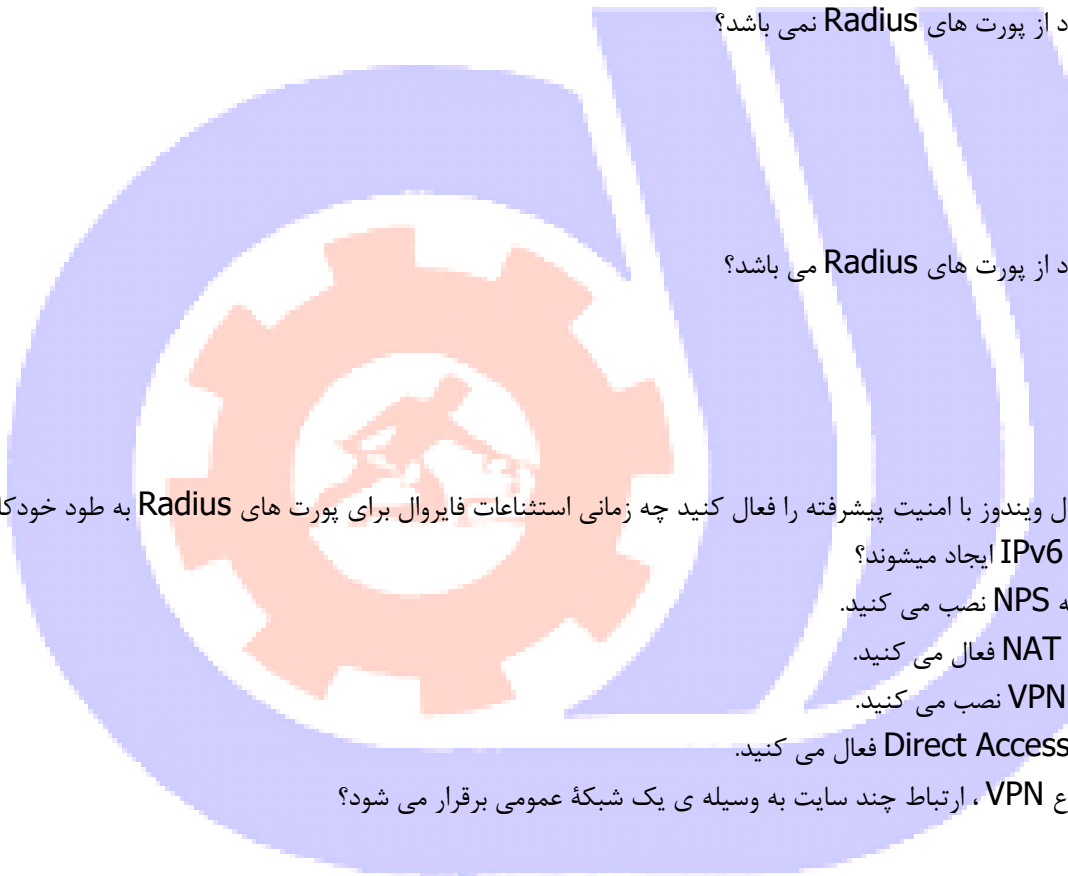 د از پورت های Radius نمی باشد؟
د از پورت های Radius می باشد؟
ل ویندوز با امنیت پیشرفته را فعال کنید چه زمانی استثناعات فایروال برای پورت های Radius به طود خودکا
IPv6 ایجاد میشوند؟
ه NPS نصب می کنید.
NAT فعال می کنید.
VPN نصب می کنید.
Direct Access فعال می کنید.
ع VPN ، ارتباط چند سایت به وسیله ی یک شبکۀ عمومی برقرار می شود؟